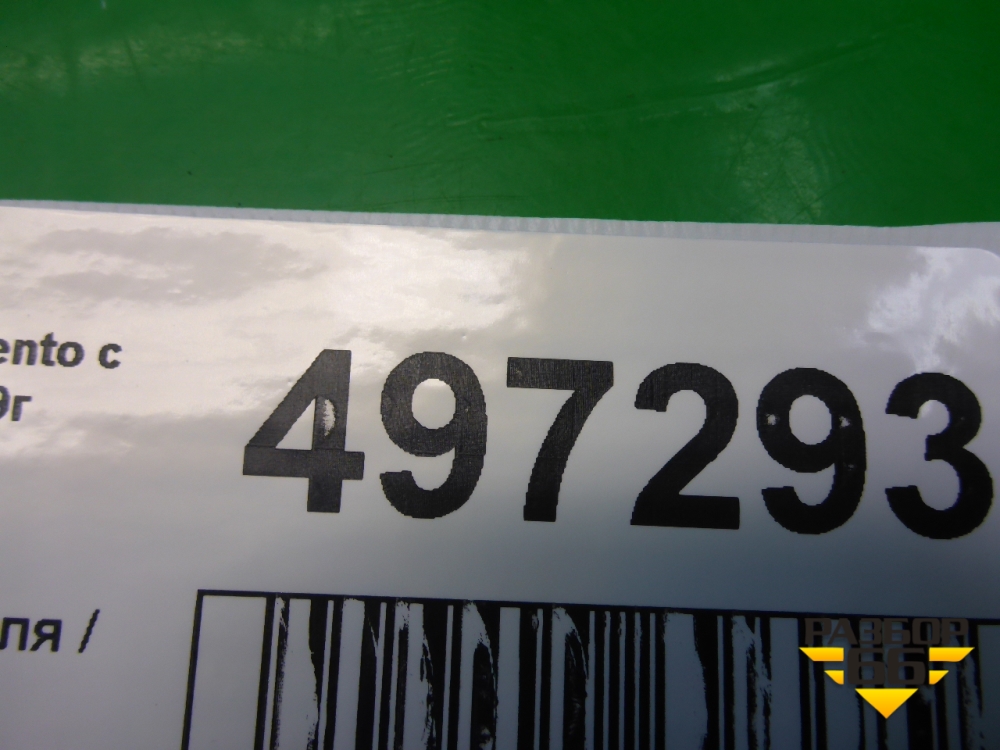 ento с
9г
497293
ля /
РАЗБОР
66